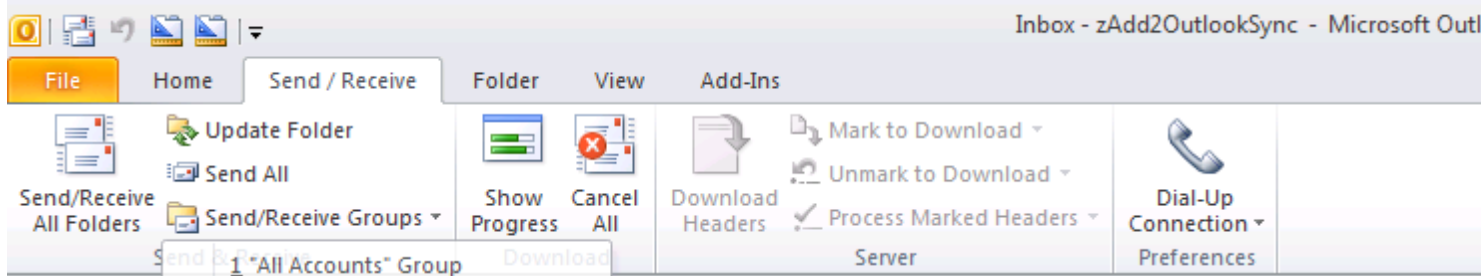 Inbox - zAdd2OutlookSync - Microsoft Outl
File Home Send / Receive Folder View Add-Ins
Update Folder
Send All
Send/Receive Groups
Send/Receive
All Folders
Show
Progress
Cancel
All
Download
Headers
Mark to Download
Unmark to Download
Process Marked Headers
Dial-Up
Connection
Send & Receive
Download
Server
Preferences
1 "All Accounts" Group